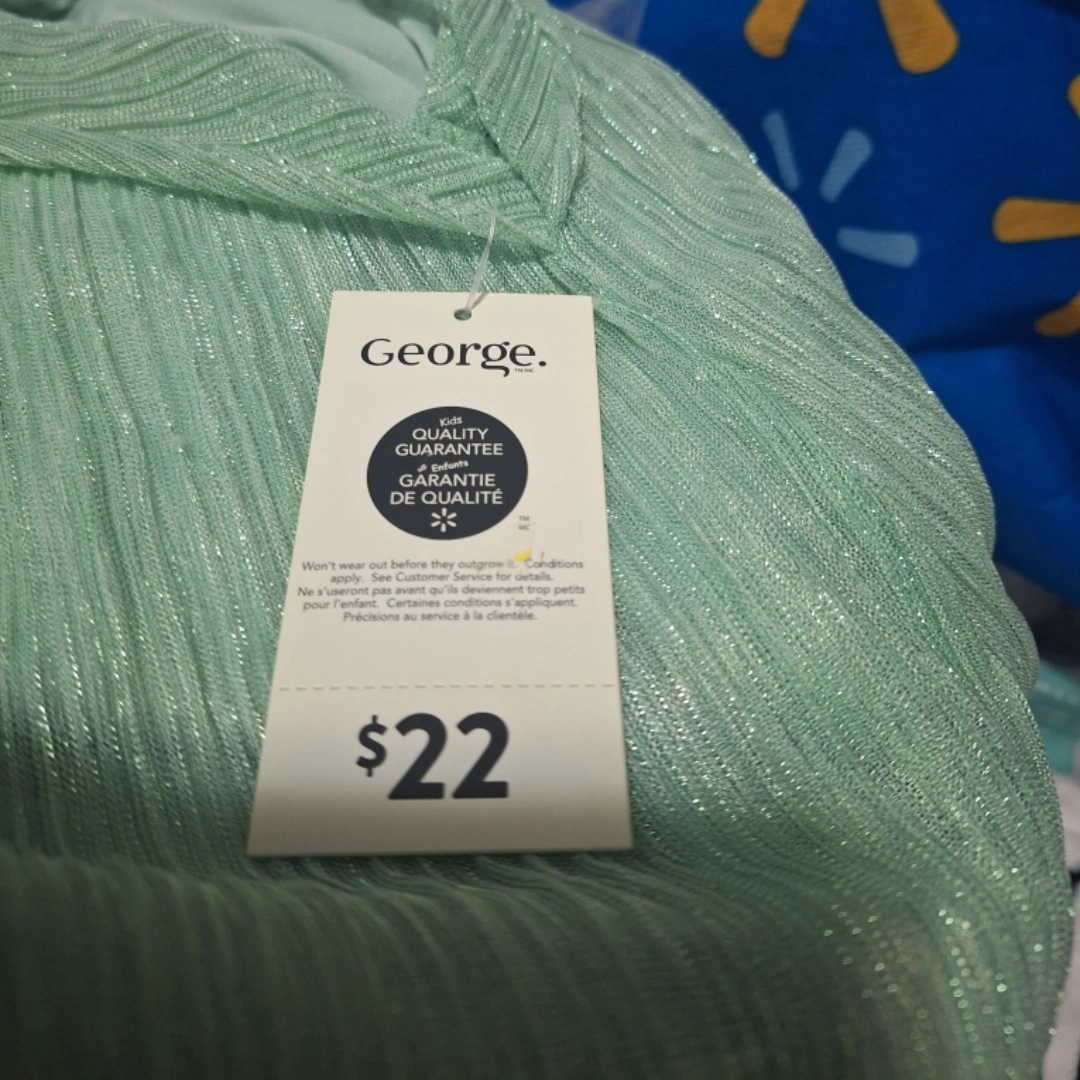 George.
TM/MC
Kids
QUALITY
GUARANTEE
Enfants
GARANTIE
DE QUALITÉ
TM
MC
Won't wear out before they outgrow it. Conditions
apply. See Customer Service for details.
Ne s'useront pas avant qu'ils deviennent trop petits
pour l'enfant. Certaines conditions s'appliquent.
Précisions au service à la clientèle.
$22